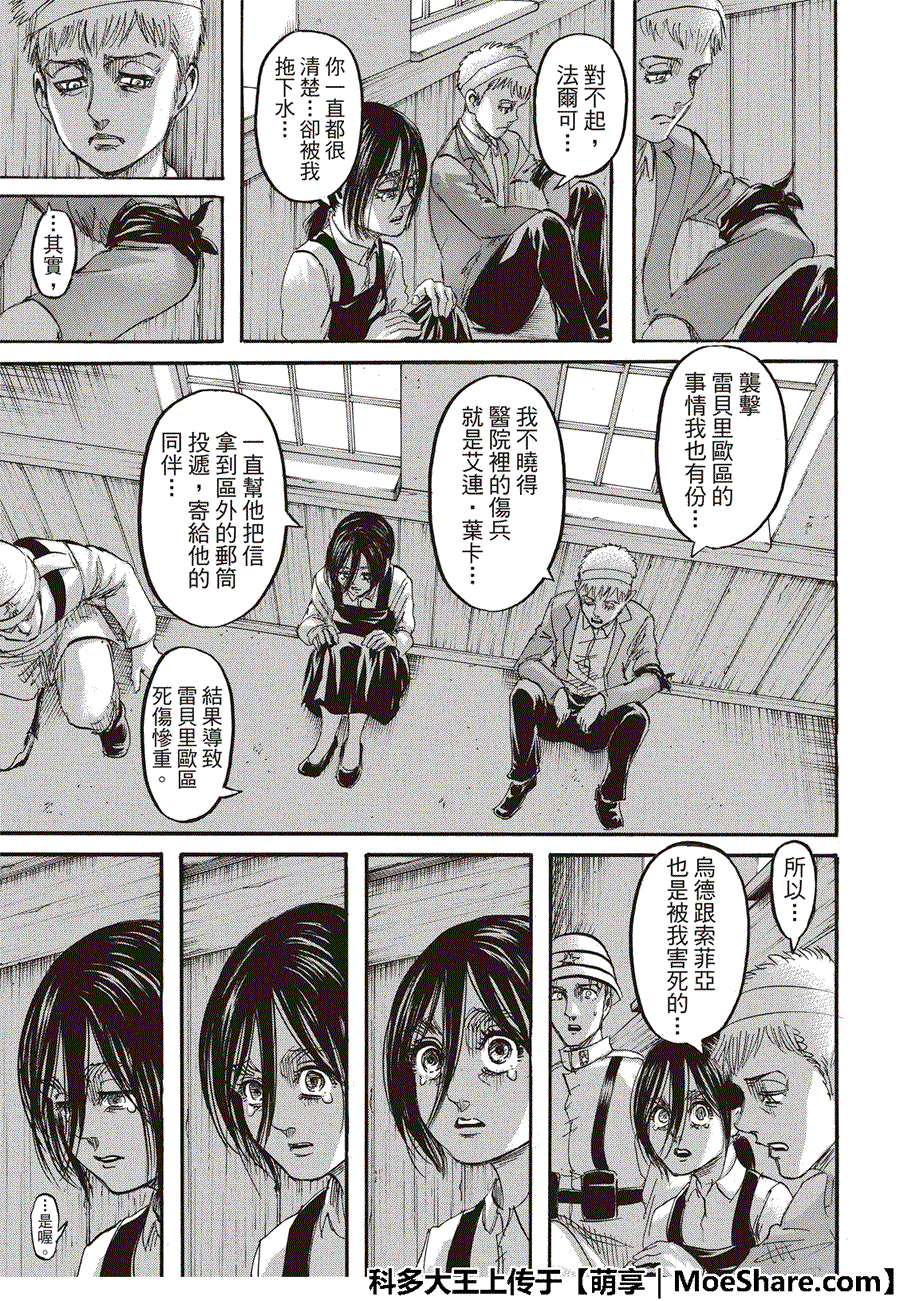 對不起，
法爾可…
你一直都很
清楚…卻被我
拖下水…
…其實，
襲擊
雷貝里歐區的
事情我也有份…
我不曉得
醫院裡的傷兵
就是艾連·葉卡…
一直幫他把信
拿到區外的郵筒
投遞，寄給他的
同伴…
結果導致
雷貝里歐區
死傷慘重。
所以…
烏德跟索菲亞
也是被我害死的…
…是喔。
科多大王上传于【萌享｜MoeShare.com】